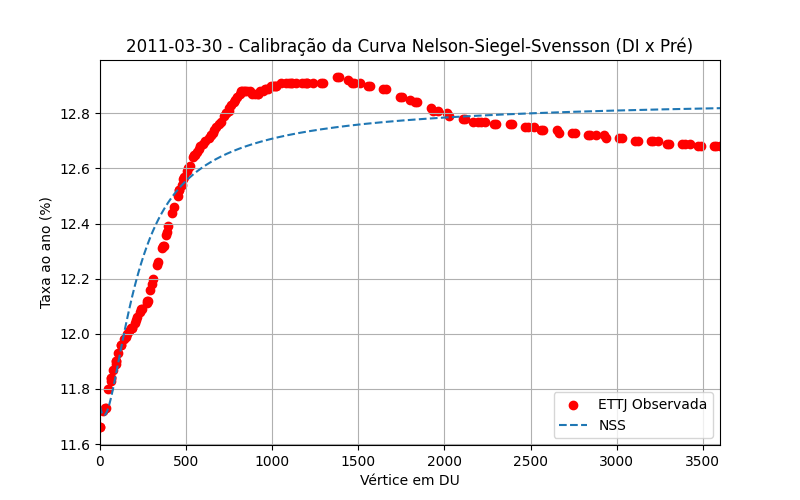 2011-03-30 - Calibração da Curva Nelson-Siegel-Svensson (DI x Pré)
Taxa ao ano (%)
12.8
12.6
12.4
12.2
12.0
11.8
11.6
ETTJ Observada
NSS
0 500 1000 1500 2000 2500 3000 3500
Vértice em DU